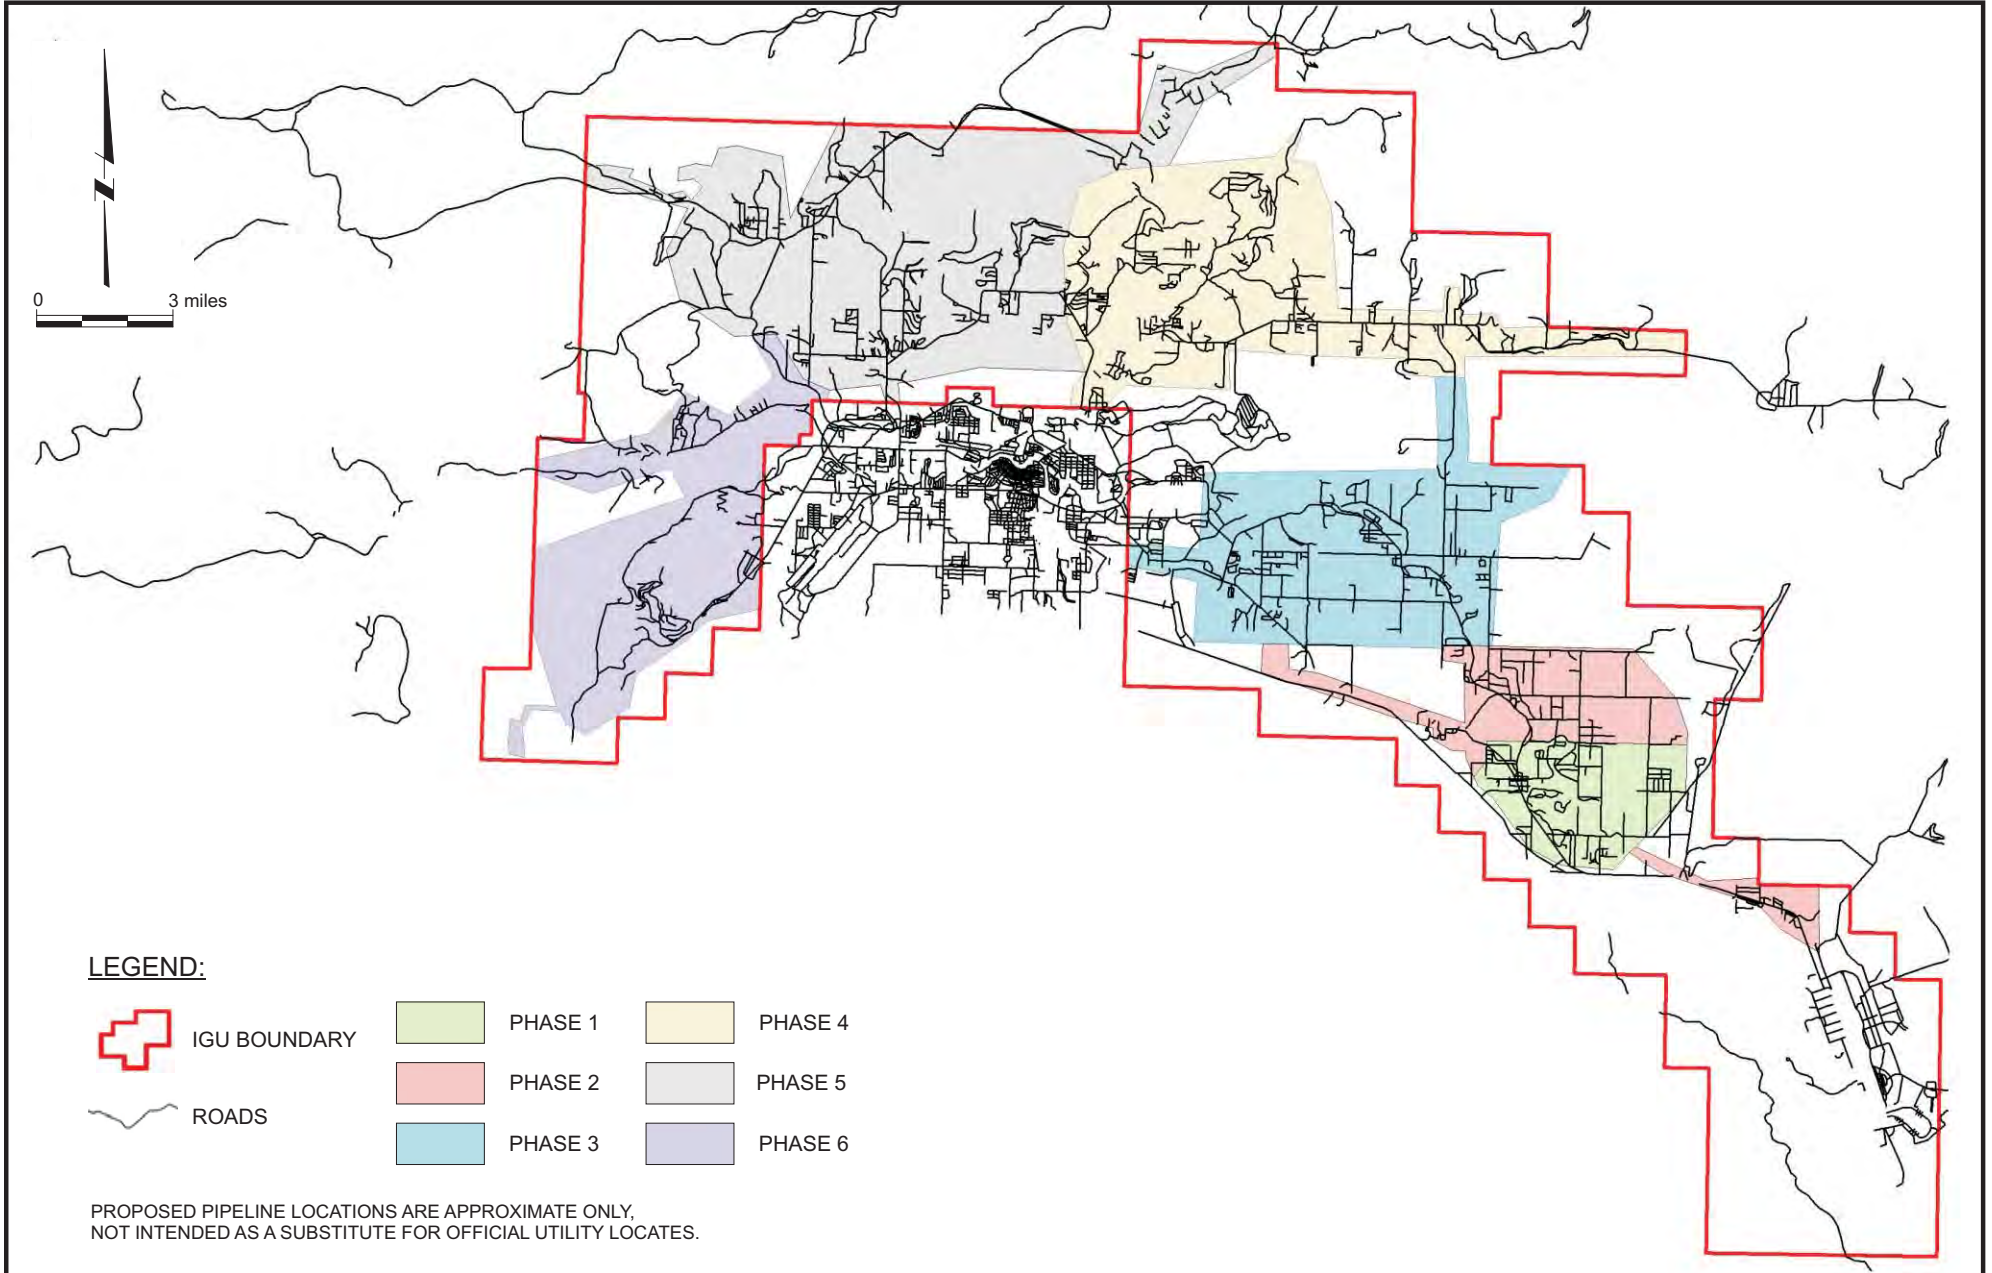 N
0
3 miles
LEGEND:
IGU BOUNDARY
ROADS
PHASE 1
PHASE 2
PHASE 3
PHASE 4
PHASE 5
PHASE 6
PROPOSED PIPELINE LOCATIONS ARE APPROXIMATE ONLY,
NOT INTENDED AS A SUBSTITUTE FOR OFFICIAL UTILITY LOCATES.